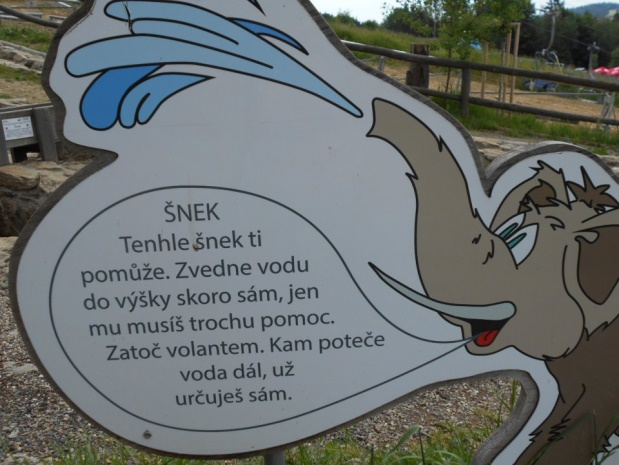 ŠNEK
Tenhle šnek ti
pomůže. Zvedne vodu
do výšky skoro sám, jen
mu musíš trochu pomoc.
Zatoč volantem. Kam poteče
voda dál, už
určuješ sám.